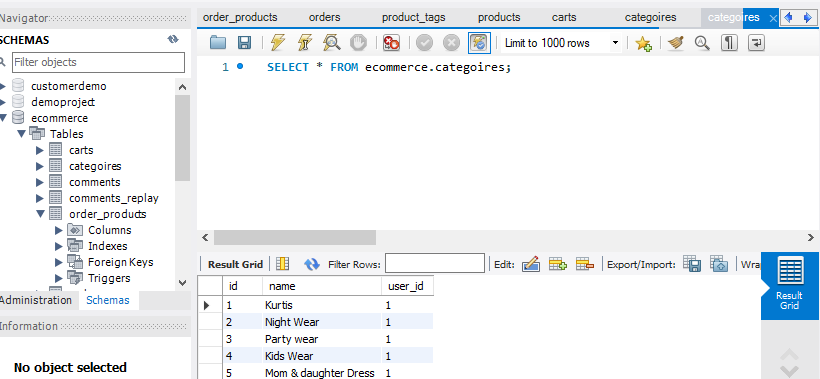 Navigator
SCHEMAS
Filter objects
customerdemo
demoproject
ecommerce
Tables
carts
categoires
comments
comments_replay
order_products
Columns
Indexes
Foreign Keys
Triggers
Administration Schemas
Information
No object selected
order_products orders product_tags products carts categoires categoires
Limit to 1000 rows
1 SELECT * FROM ecommerce.categoires;
Result Grid Filter Rows: Edit: Export/Import: Wra
id name user_id
1 Kurtis 1
2 Night Wear 1
3 Party wear 1
4 Kids Wear 1
5 Mom & daughter Dress 1
Result
Grid